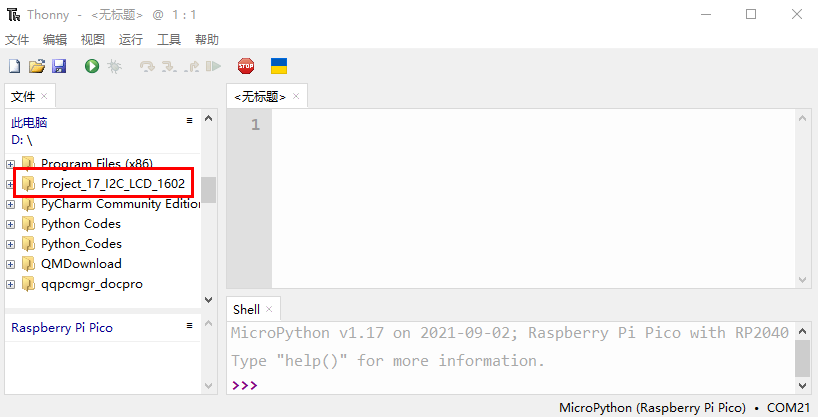 Thonny - <无标题> @ 1 : 1
文件 编辑 视图 运行 工具 帮助
STOP
文件 ×
此电脑
D: \
Program Files (x86)
Project_17_I2C_LCD_1602
PyCharm Community Edition
Python Codes
Python_Codes
QMDownload
qqpcmgr_docpro
Raspberry Pi Pico
<无标题> ×
1
Shell ×
MicroPython v1.17 on 2021-09-02; Raspberry Pi Pico with RP2040
Type "help()" for more information.
>>>
MicroPython (Raspberry Pi Pico) • COM21